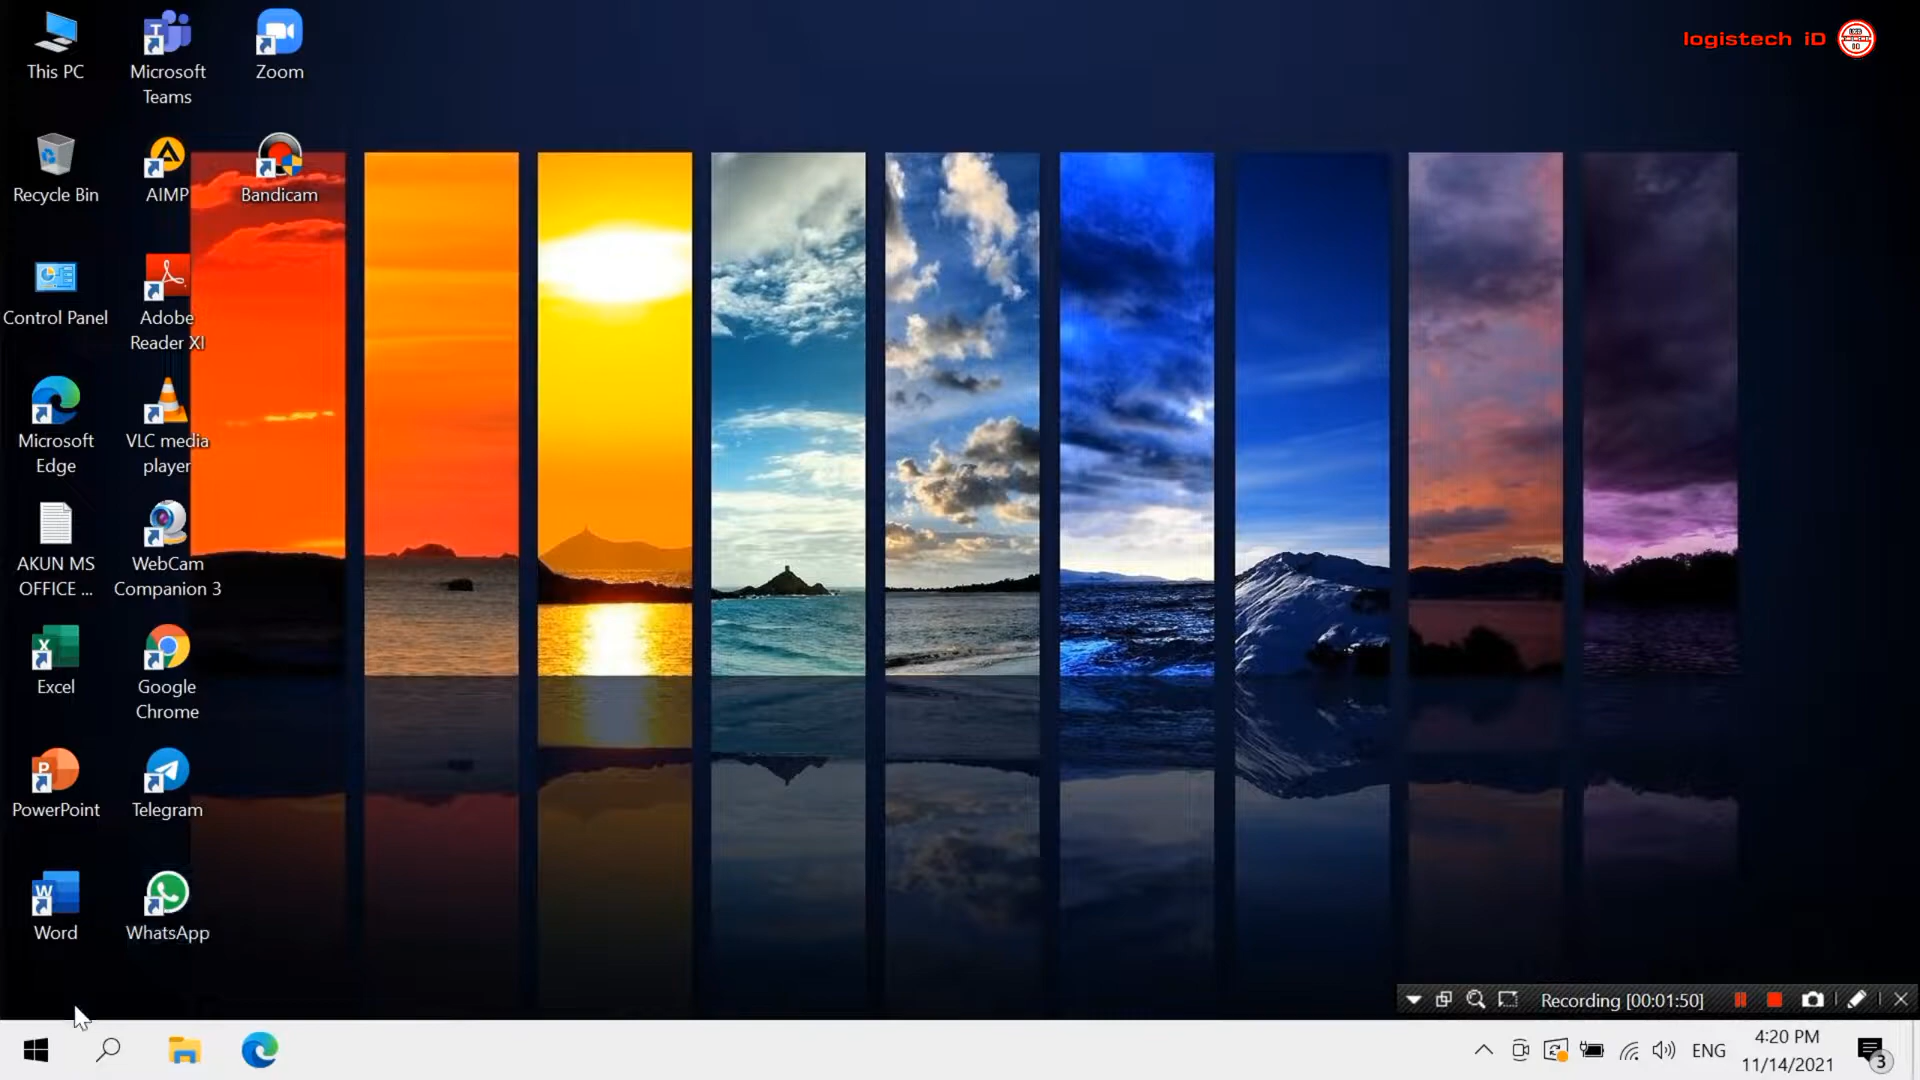 logistech iD
This PC
Microsoft
Teams
Zoom
Recycle Bin
AIMP
Bandicam
Control Panel
Adobe
Reader XI
Microsoft
Edge
VLC media
player
AKUN MS
OFFICE ...
WebCam
Companion 3
Excel
Google
Chrome
PowerPoint
Telegram
Word
WhatsApp
Recording [00:01:50]
ENG
4:20 PM
11/14/2021
3